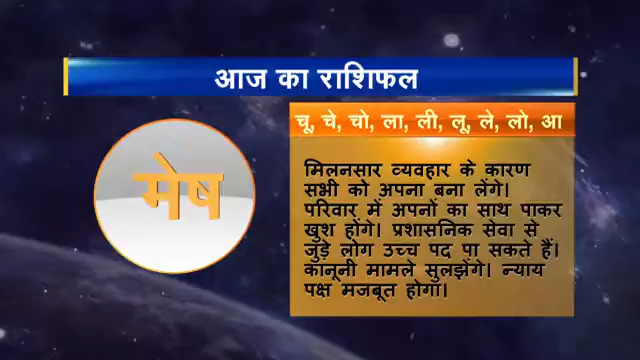 आज का राशिफल
चू, चे, चो, ला, ली, लू, ले, लो, आ
मेष
मिलनसार व्यवहार के कारण
सभी को अपना बना लेंगे।
परिवार में अपनों का साथ पाकर
खुश होंगे। प्रशासनिक सेवा से
जुड़े लोग उच्च पद पा सकते हैं।
कानूनी मामले सुलझेंगे। न्याय
पक्ष मजबूत होगा।